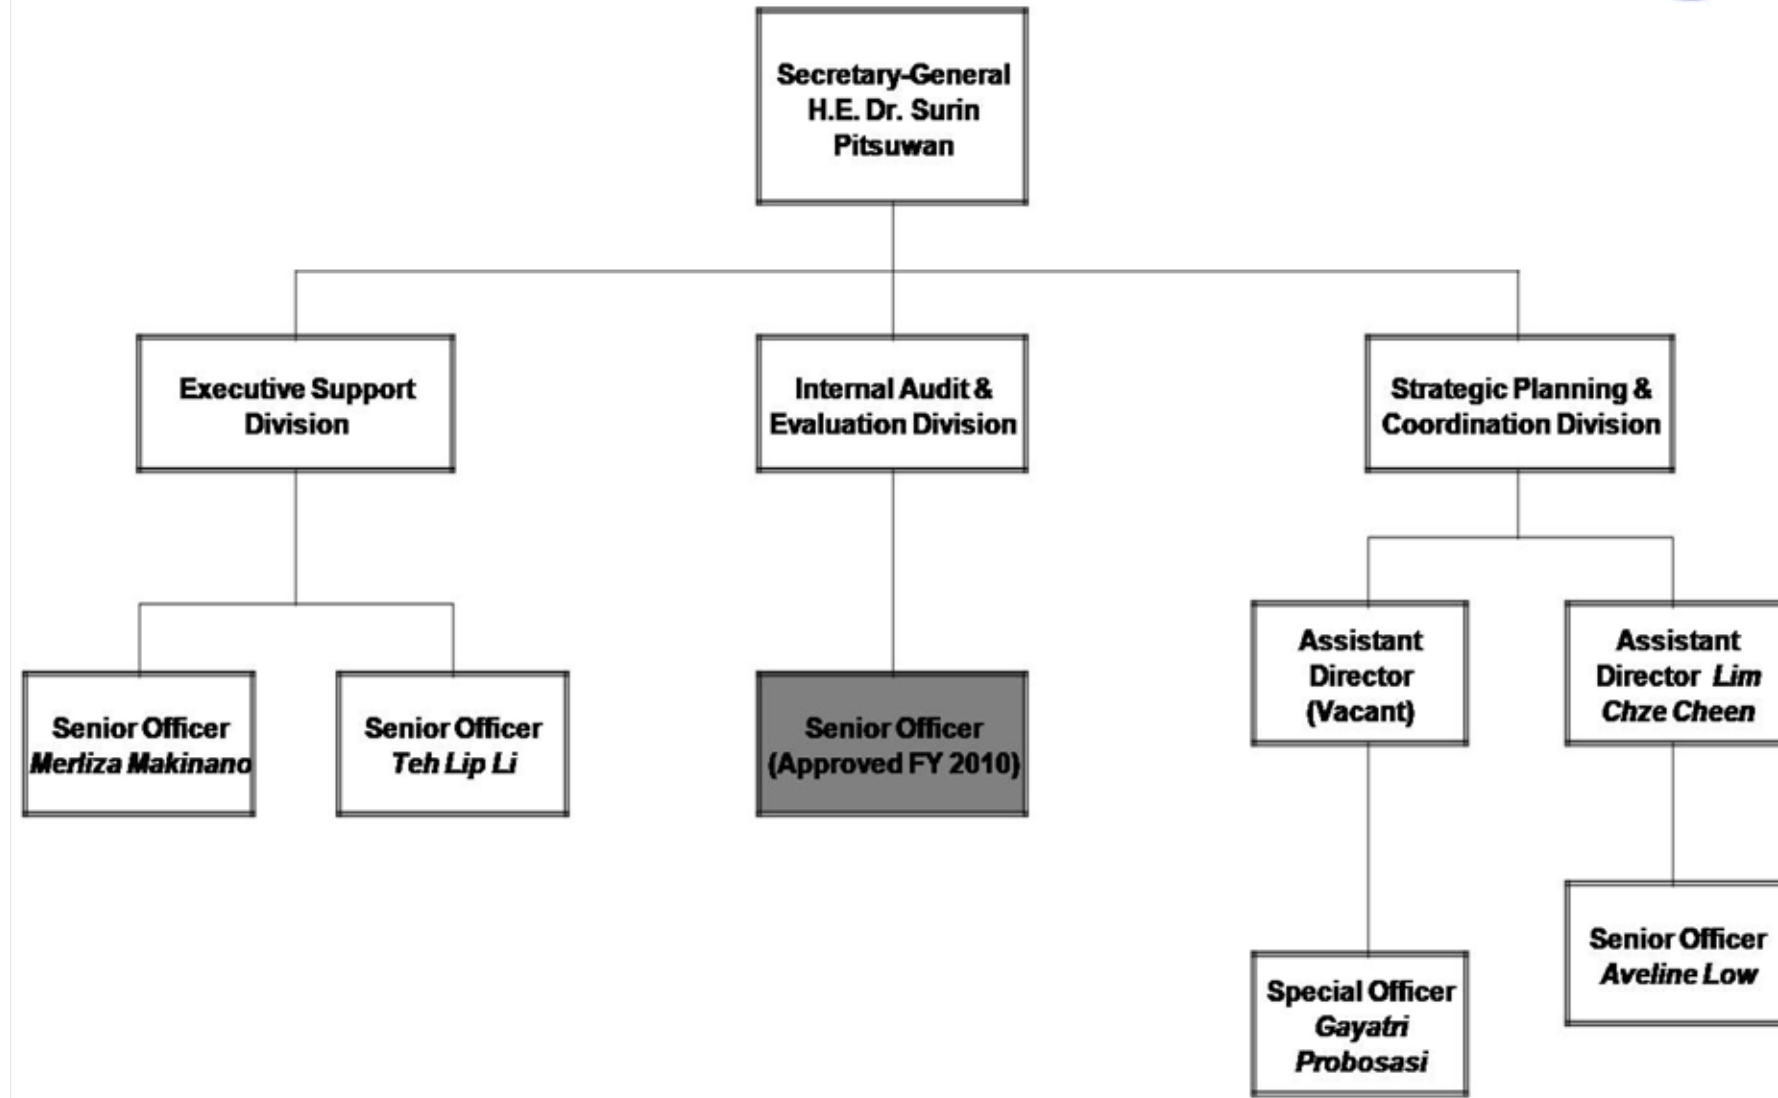 Secretary-General
H.E. Dr. Surin
Pitsuwan
Executive Support
Division
Internal Audit &
Evaluation Division
Strategic Planning &
Coordination Division
Senior Officer
Merliza Makinano
Senior Officer
Teh Lip Li
Senior Officer
(Approved FY 2010)
Assistant
Director
(Vacant)
Assistant
Director Lim
Chze Cheen
Special Officer
Gayatri
Probosasi
Senior Officer
Aveline Low